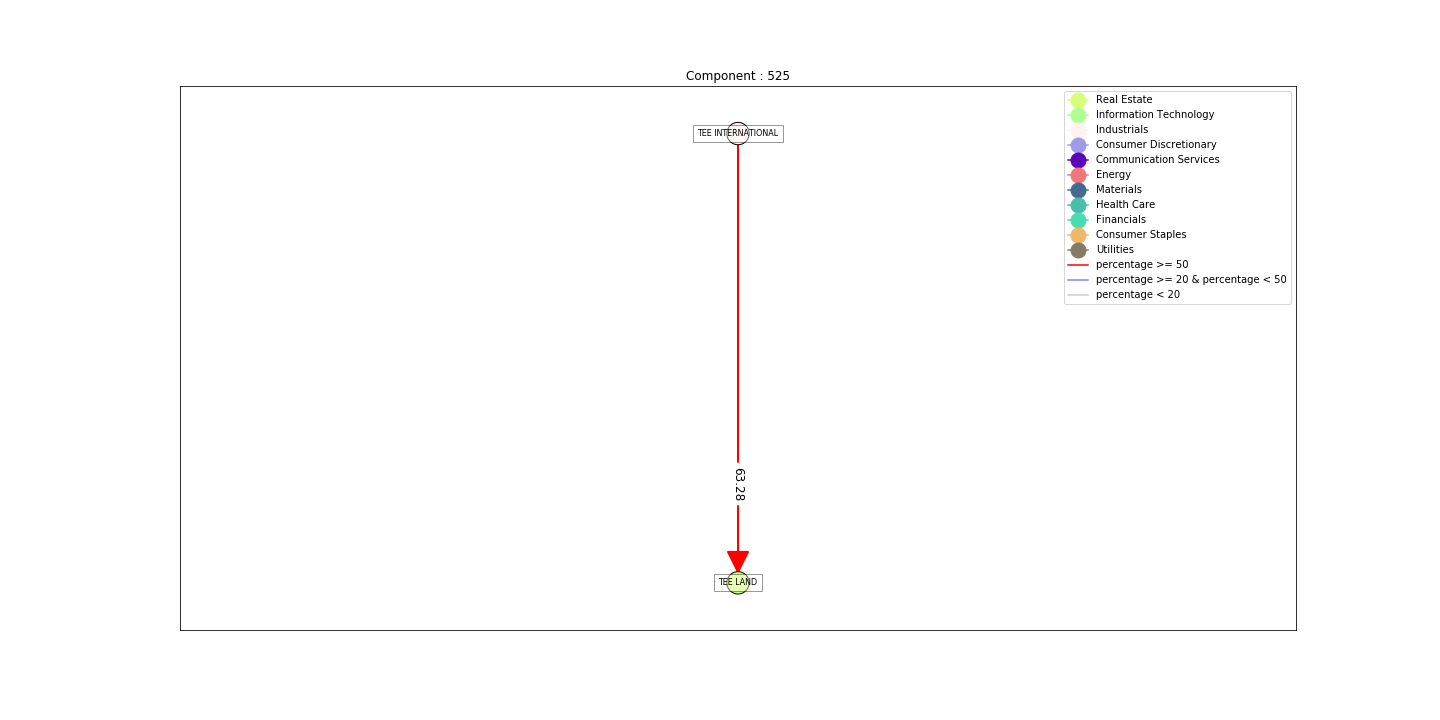 Component : 525
TEE INTERNATIONAL
63.28
TEE LAND
Real Estate
Information Technology
Industrials
Consumer Discretionary
Communication Services
Energy
Materials
Health Care
Financials
Consumer Staples
Utilities
percentage >= 50
percentage >= 20 & percentage < 50
percentage < 20